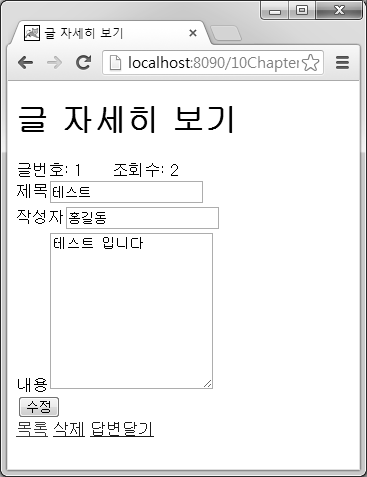 글 자세히 보기
localhost:8090/10Chapter
글 자세히 보기
글번호: 1 조회수: 2
제목 테스트
작성자 홍길동
테스트 입니다
내용
수정
목록 삭제 답변달기